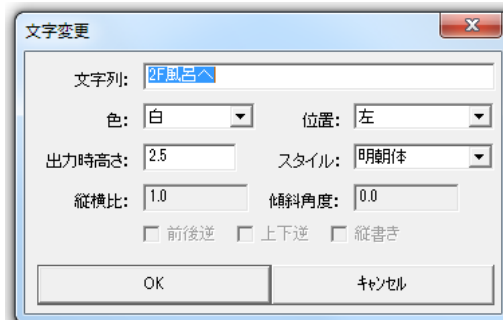 文字変更
文字列: 2F風呂へ
色: 白 位置: 左
出力時高さ: 2.5 スタイル: 明朝体
縦横比: 1.0 傾斜角度: 0.0
前後逆 上下逆 縦書き
OK ｷｬﾝｾﾙ